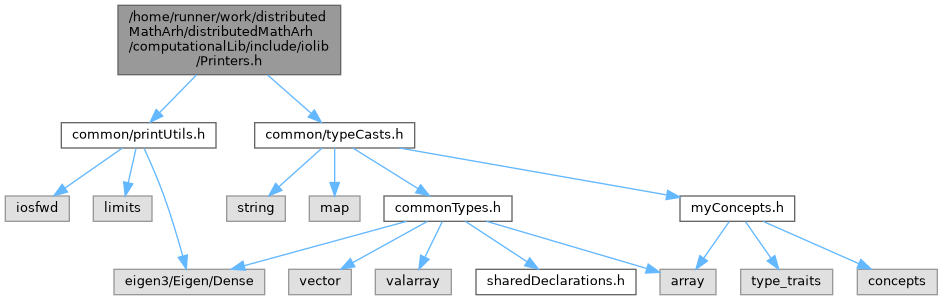 /home/runner/work/distributed
MathArh/distributedMathArh
/computationalLib/include/iolib
/Printers.h
common/printUtils.h
common/typeCasts.h
iosfwd
limits
string
map
commonTypes.h
myConcepts.h
eigen3/Eigen/Dense
vector
valarray
sharedDeclarations.h
array
type_traits
concepts